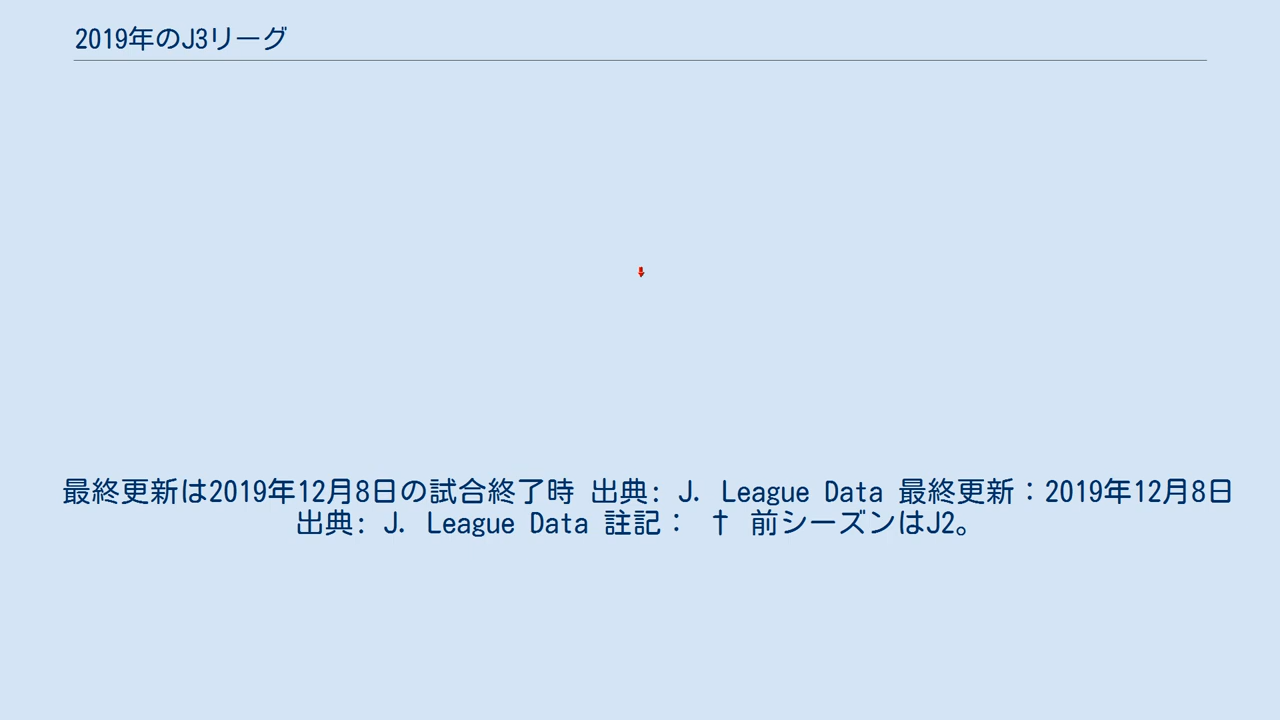 2019年のJ3リーグ
最終更新は2019年12月8日の試合終了時 出典: J. League Data 最終更新：2019年12月8日
出典: J. League Data 註記： † 前シーズンはJ2。